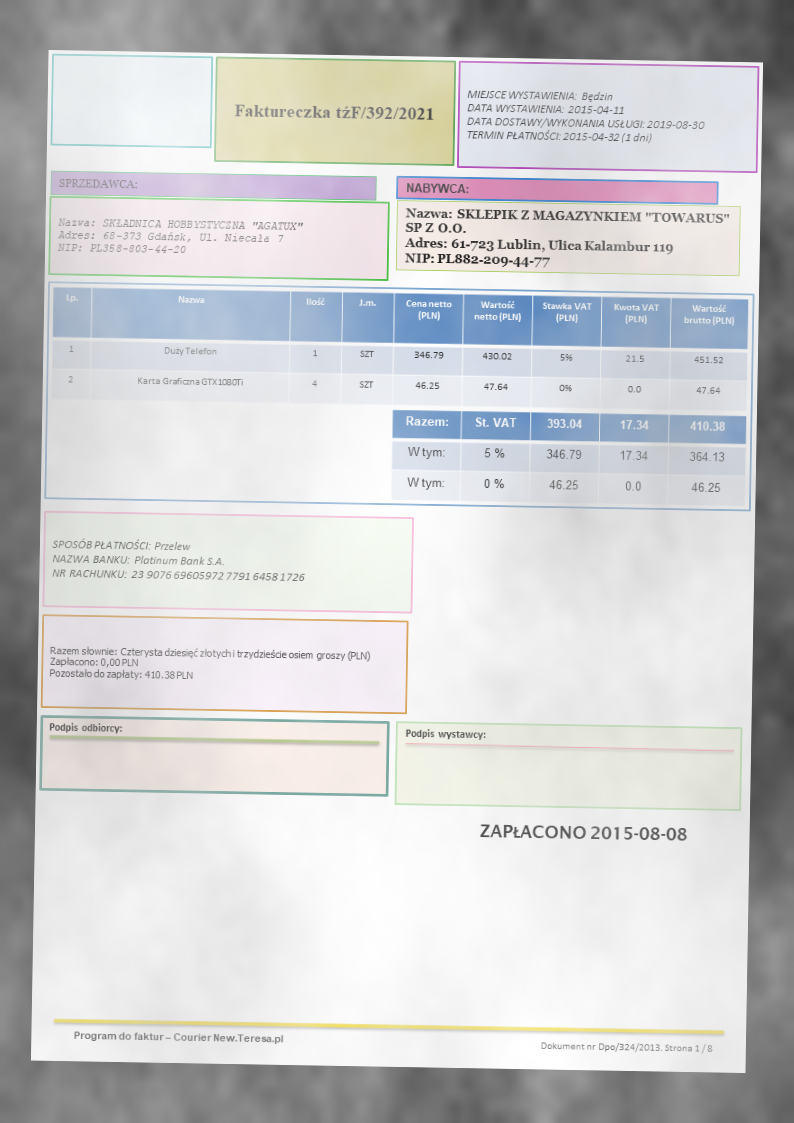 Faktureczka tźF/392/2021
MIEJSCE WYSTAWIENIA: Będzin
DATA WYSTAWIENIA: 2015-04-11
DATA DOSTAWY/WYKONANIA USŁUGI: 2019-08-30
TERMIN PŁATNOŚCI: 2015-04-32 (1 dni)
SPRZEDAWCA:
Nazwa: SKŁADNICA HOBBYSTYCZNA "AGATUX"
Adres: 68-373 Gdańsk, Ul. Niecała 7
NIP: PL358-803-44-20
NABYWCA:
Nazwa: SKLEPIK Z MAGAZYNKIEM "TOWARUS"
SP Z O.O.
Adres: 61-723 Lublin, Ulica Kalambur 119
NIP: PL882-209-44-77
Lp. Nazwa Ilość J.m. Cena netto (PLN) Wartość netto (PLN) Stawka VAT (PLN) Kwota VAT (PLN) Wartość brutto (PLN)
1 Duży Telefon 1 SZT 346.79 430.02 5% 21.5 451.52
2 Karta Graficzna GTX1080Ti 4 SZT 46.25 47.64 0% 0.0 47.64
Razem: St. VAT 393.04 17.34 410.38
W tym: 5 % 346.79 17.34 364.13
W tym: 0 % 46.25 0.0 46.25
SPOSÓB PŁATNOŚCI: Przelew
NAZWA BANKU: Platinum Bank S.A.
NR RACHUNKU: 23 9076 6960 5972 7791 6458 1726
Razem słownie: Czterysta dziesięć złotych i trzydzieście osiem groszy (PLN)
Zapłacono: 0,00 PLN
Pozostało do zapłaty: 410.38 PLN
Podpis odbiorcy:
Podpis wystawcy:
ZAPŁACONO 2015-08-08
Program do faktur – Courier New.Teresa.pl
Dokument nr Dpo/324/2013. Strona 1 / 8